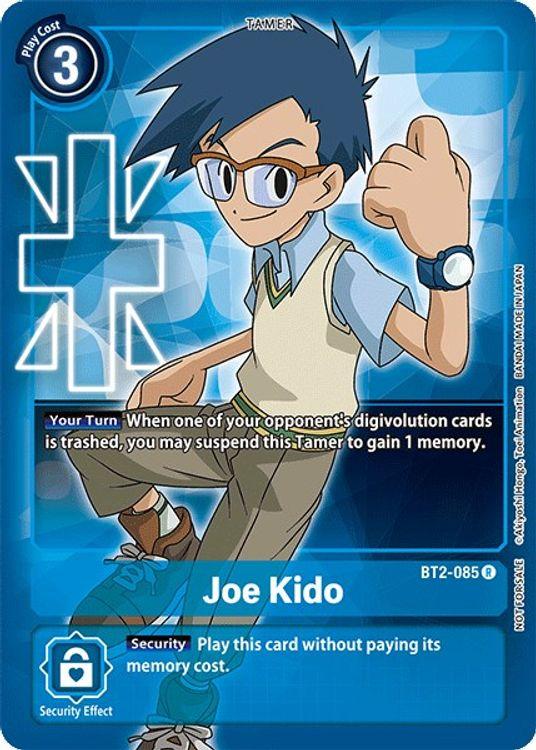 TAMER
Play Cost
3
Your Turn When one of your opponent's digivolution cards
is trashed, you may suspend this Tamer to gain 1 memory.
BT2-085 R
Joe Kido
Security Play this card without paying its
memory cost.
Security Effect
©Akiyoshi Hongo, Toei Animation BANDAI MADE IN JAPAN
NOT FOR SALE